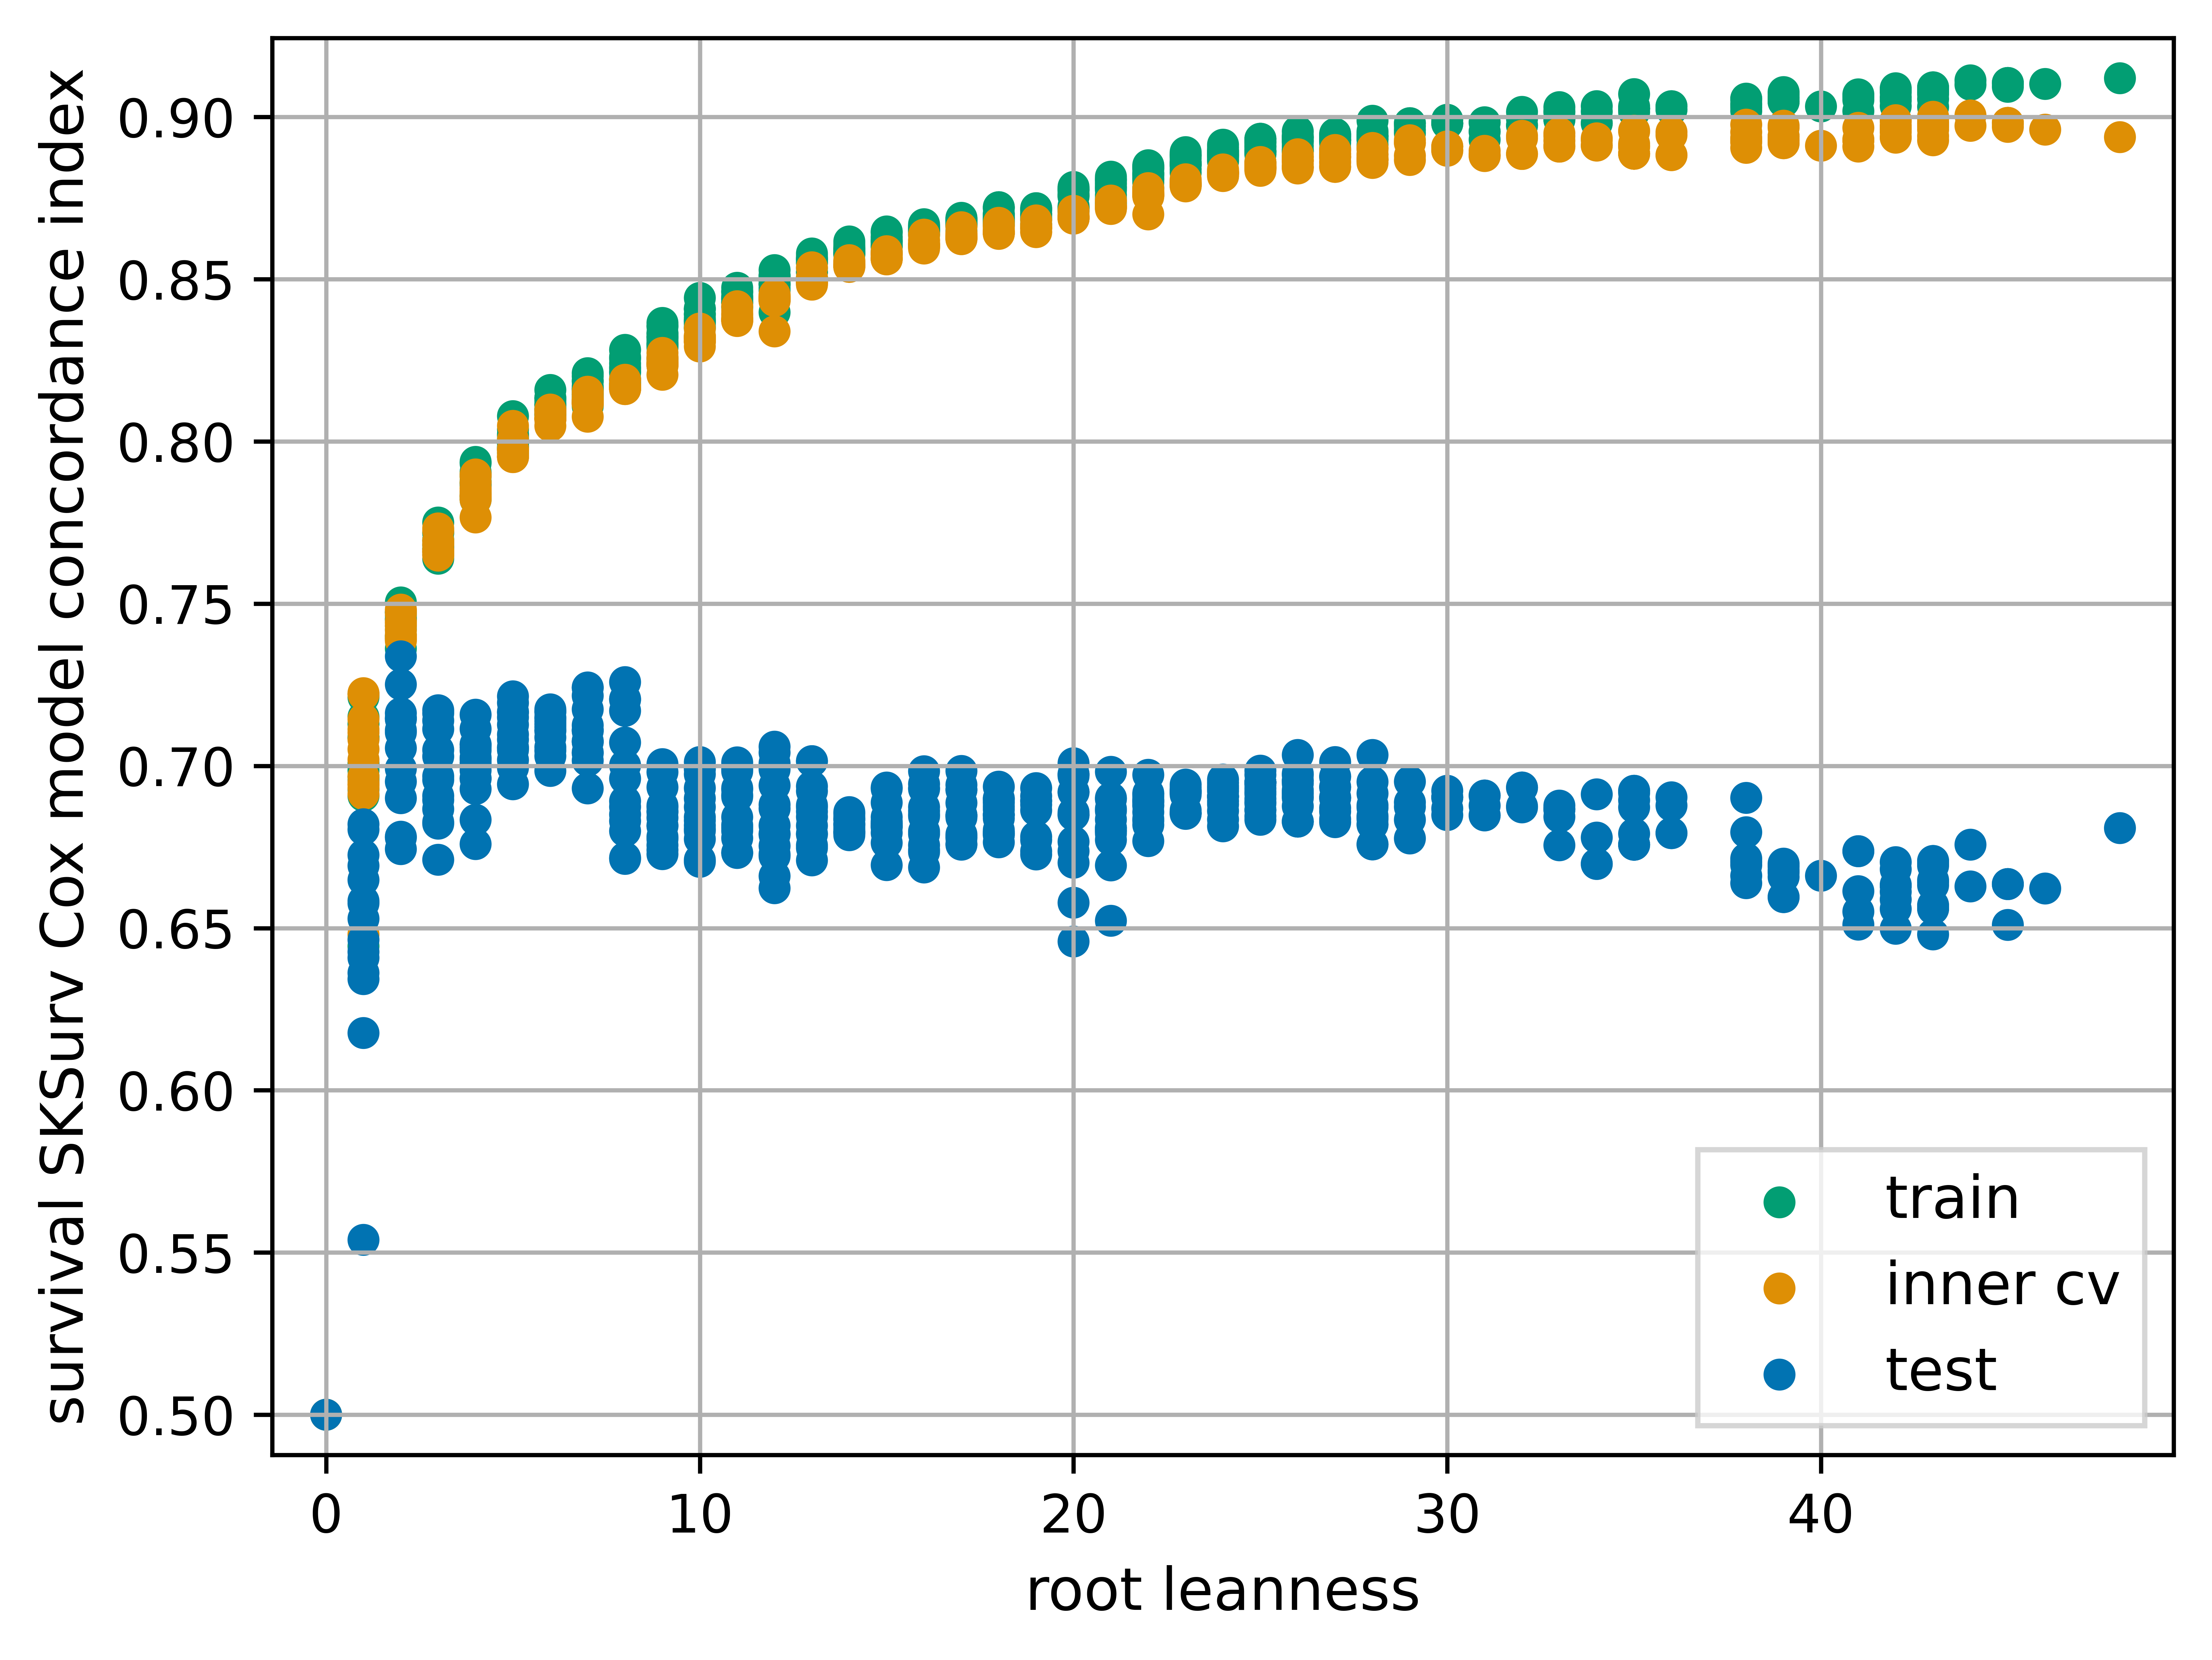 survival SKSurv Cox model concordance index
0.90
0.85
0.80
0.75
0.70
0.65
0.60
0.55
0.50
train
inner cv
test
0 10 20 30 40
root leanness